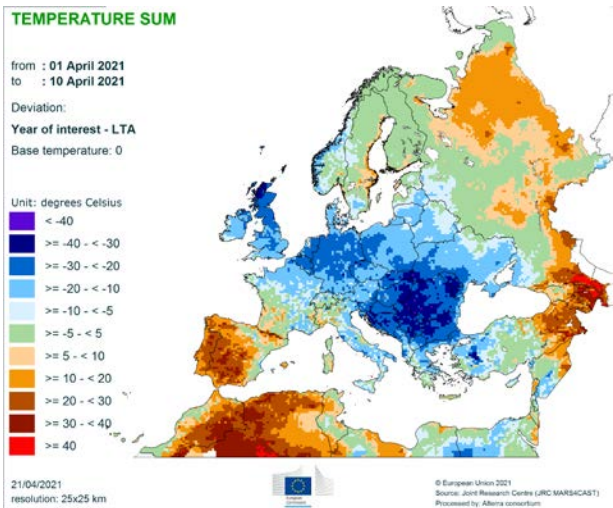 TEMPERATURE SUM
from : 01 April 2021
to : 10 April 2021
Deviation:
Year of interest - LTA
Base temperature: 0
Unit: degrees Celsius
< -40
>= -40 - < -30
>= -30 - < -20
>= -20 - < -10
>= -10 - < -5
>= -5 - < 5
>= 5 - < 10
>= 10 - < 20
>= 20 - < 30
>= 30 - < 40
>= 40
21/04/2021
resolution: 25x25 km
© European Union 2021
Source: Joint Research Centre (JRC MARS4CAST)
Processed by: Alterra consortium
European
Commission